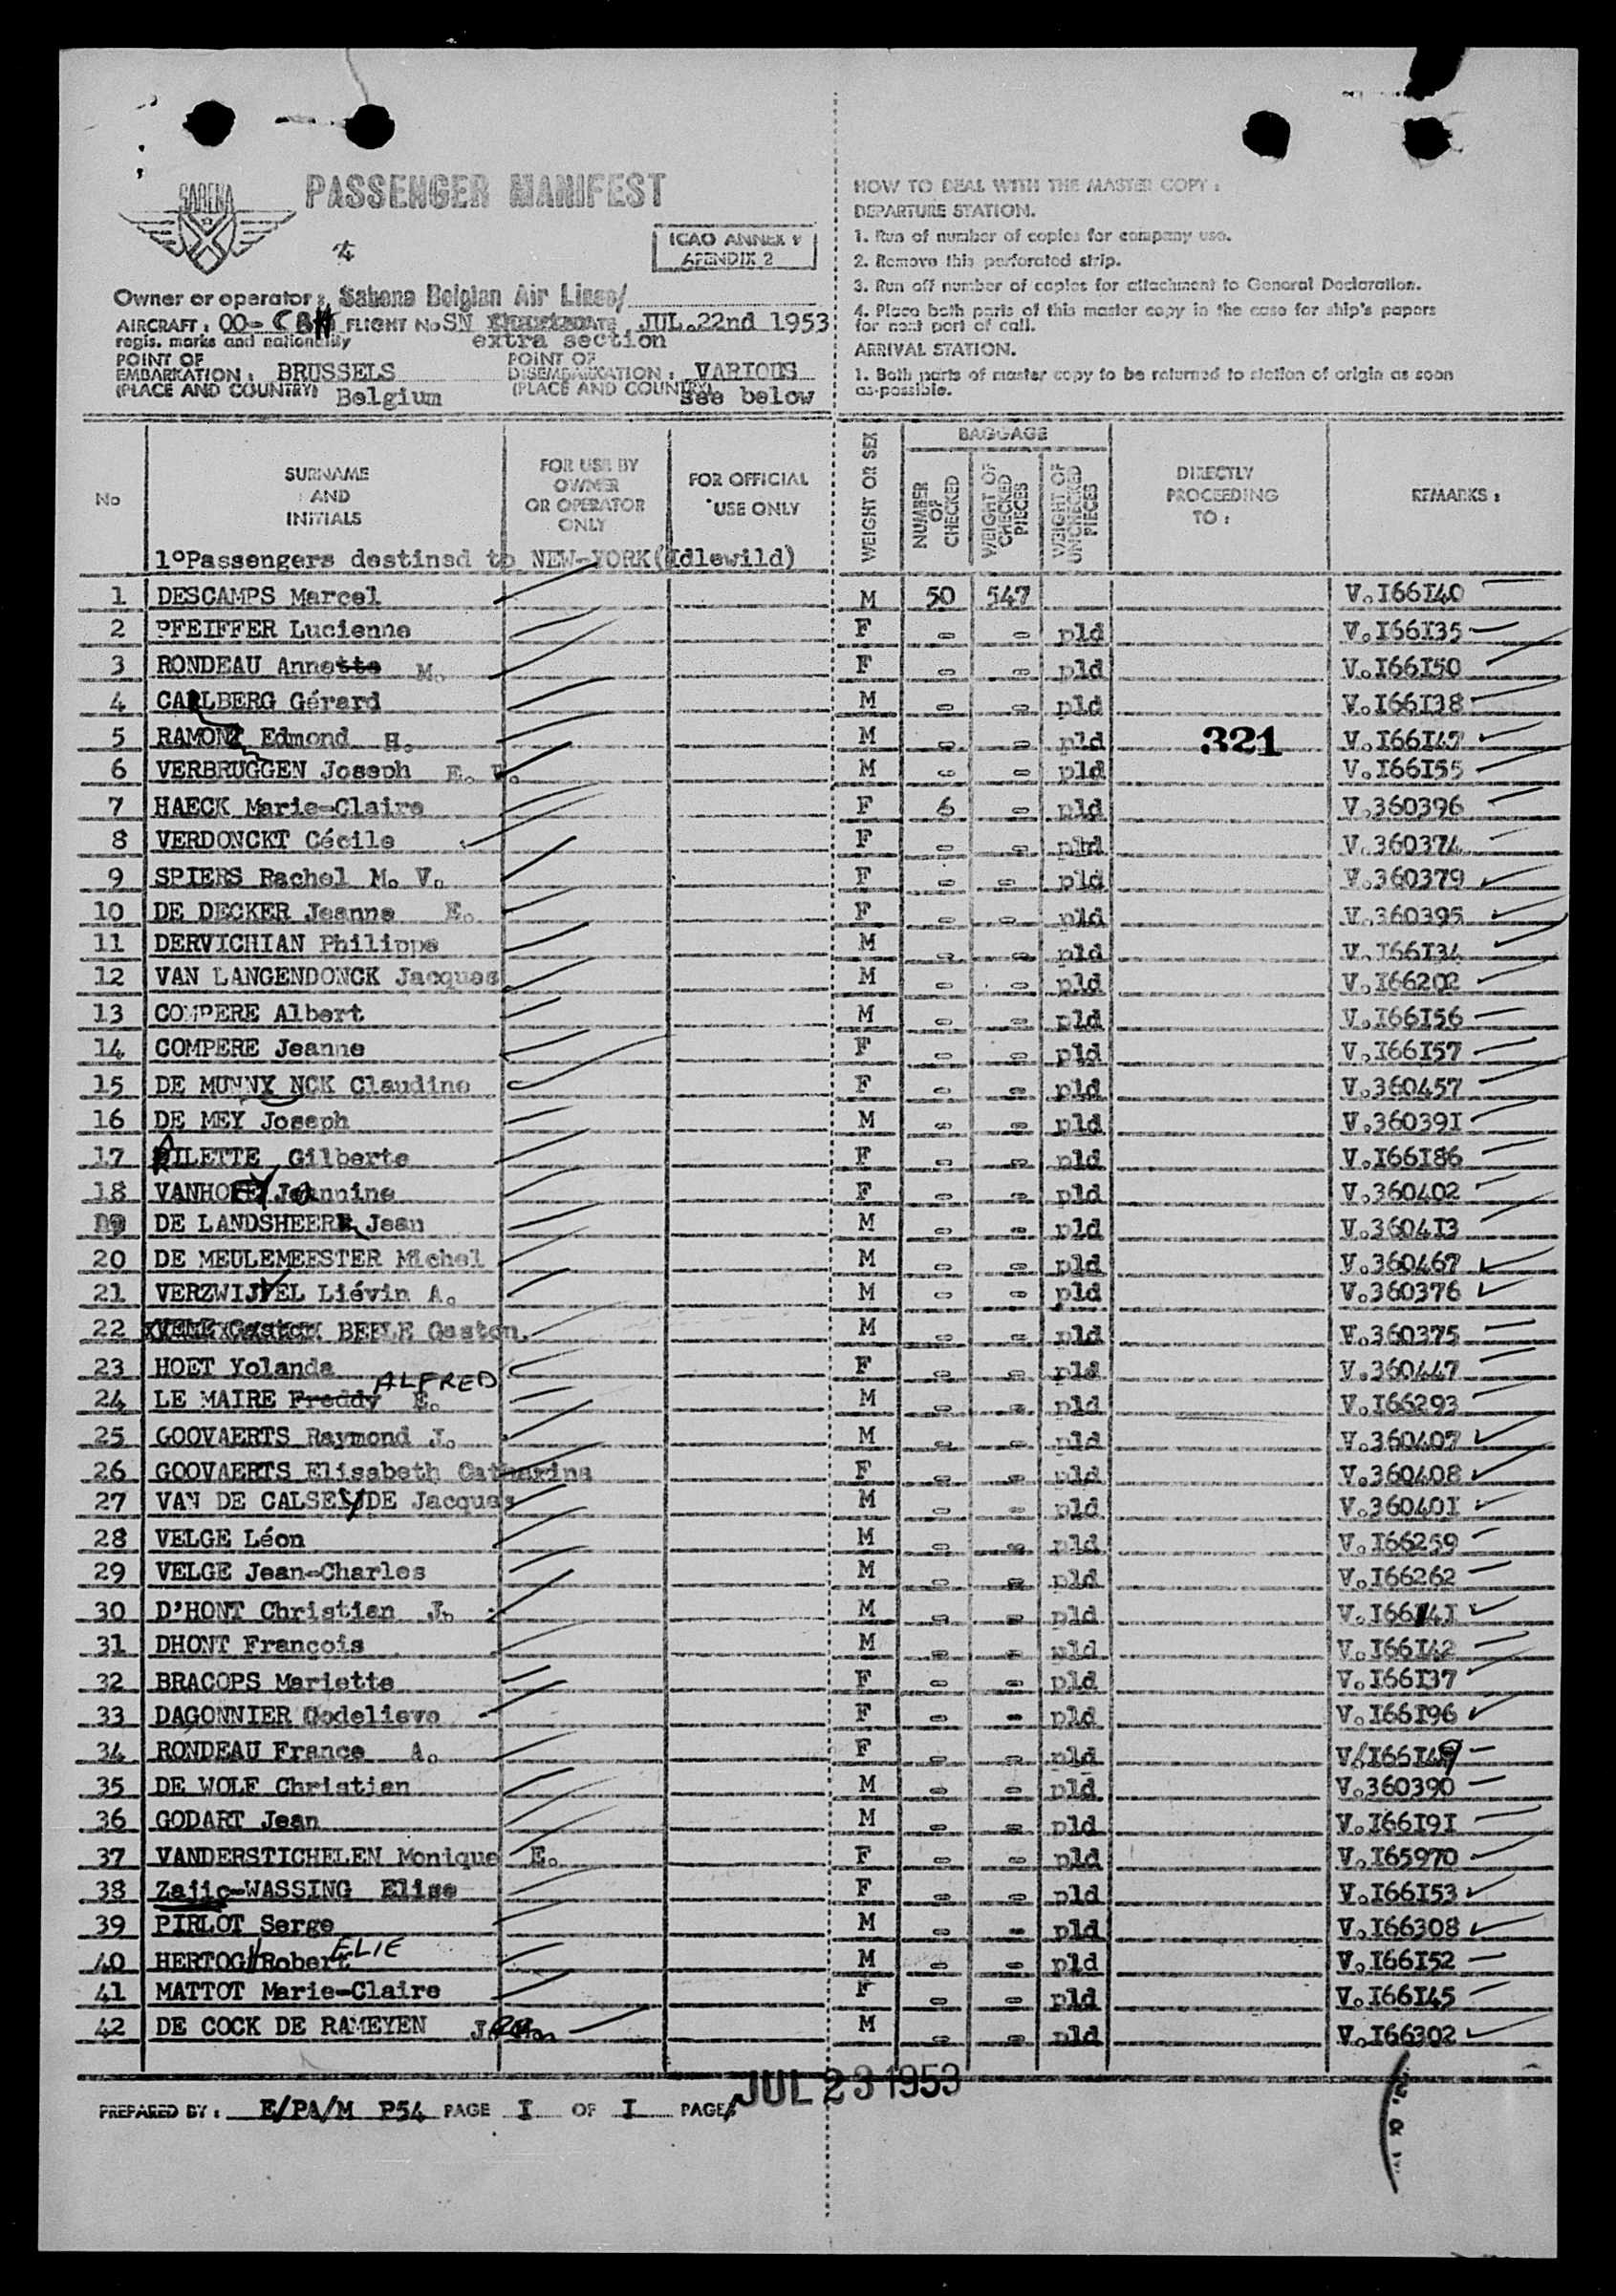 SABENA
PASSENGER MANIFEST
ICAO ANNEX 9
APENDIX 2
Owner or operator : Sabena Belgian Air Lines/
AIRCRAFT : OO- CBH FLIGHT No SN DATE JUL.22nd 1953
regis. marks and nationality extra section
POINT OF EMBARKATION : BRUSSELS
(PLACE AND COUNTRY) Belgium
POINT OF DISEMBARKATION : VARIOUS
(PLACE AND COUNTRY) see below
HOW TO DEAL WITH THE MASTER COPY :
DEPARTURE STATION.
1. Run of number of copies for company use.
2. Remove this perforated strip.
3. Run off number of copies for attachment to General Declaration.
4. Place both parts of this master copy in the case for ship's papers
for next port of call.
ARRIVAL STATION.
1. Both parts of master copy to be returned to station of origin as soon
as-possible.
No
SURNAME AND INITIALS
FOR USE BY OWNER OR OPERATOR ONLY
FOR OFFICIAL USE ONLY
WEIGHT OR SEX
BAGGAGE
NUMBER OF CHECKED
WEIGHT OF CHECKED PIECES
WEIGHT OF UNCHECKED PIECES
DIRECTLY PROCEEDING TO :
REMARKS :
1°Passengers destined to NEW-YORK(Idlewild)
1 DESCAMPS Marcel M 50 547 V.I66I40
2 PFEIFFER Lucienne F - - pld V.I66I35
3 RONDEAU Annette M. F - - pld V.I66I50
4 CARLBERG Gérard M - - pld V.I66I38
5 RAMONT Edmond H. M - - pld 321 V.I66I47
6 VERBRUGGEN Joseph E. M - - pld V.I66I55
7 HAECK Marie-Claire F 6 - pld V.360396
8 VERDONCKT Cécile F - - pld V.360374
9 SPIERS Rachel M. V. F - - pld V.360379
10 DE DECKER Jeanne E. F - - pld V.360395
11 DERVICHIAN Philippe M - - pld V.I66I34
12 VAN LANGENDONCK Jacques M - - pld V.I66202
13 COMPERE Albert M - - pld V.I66I56
14 COMPERE Jeanne F - - pld V.I66I57
15 DE MUNNY NCK Claudine F - - pld V.360457
16 DE MEY Joseph M - - pld V.36039I
17 RILETTE Gilberte F - - pld V.I66I86
18 VANHOEY Jeannine F - - pld V.360402
19 DE LANDSHEERE Jean M - - pld V.3604I3
20 DE MEULEMEESTER Michel M - - pld V.360467
21 VERZWIJVEL Liévin A. M - - pld V.360376
22 BEELE Gaston. M - - pld V.360375
23 HOET Yolanda F - - pld V.360447
24 LE MAIRE Freddy ALFRED E. M - - pld V.I66293
25 GOOVAERTS Raymond J. M - - pld V.360407
26 GOOVAERTS Elisabeth Catharina F - - pld V.360408
27 VAN DE CALSEYDE Jacques M - - pld V.36040I
28 VELGE Léon M - - pld V.I66259
29 VELGE Jean-Charles M - - pld V.I66262
30 D'HONT Christian J. M - - pld V.I66I4I
31 DHONT François M - - pld V.I66I42
32 BRACOPS Mariette F - - pld V.I66I37
33 DAGONNIER Godelieve F - - pld V.I66I96
34 RONDEAU France A. F - - pld V/I66I49
35 DE WOLF Christian M - - pld V.360390
36 GODART Jean M - - pld V.I66I9I
37 VANDERSTICHELEN Monique E. F - - pld V.I65970
38 Zajic-WASSING Elise F - - pld V.I66I53
39 PIRLOT Serge M - - pld V.I66308
40 HERTOGH Robert ELIE M - - pld V.I66I52
41 MATTOT Marie-Claire F - - pld V.I66I45
42 DE COCK DE RAMEYEN M - - pld V.I66302
JUL 23 1953
PREPARED BY : E/PA/M P54 PAGE I OF I PAGES